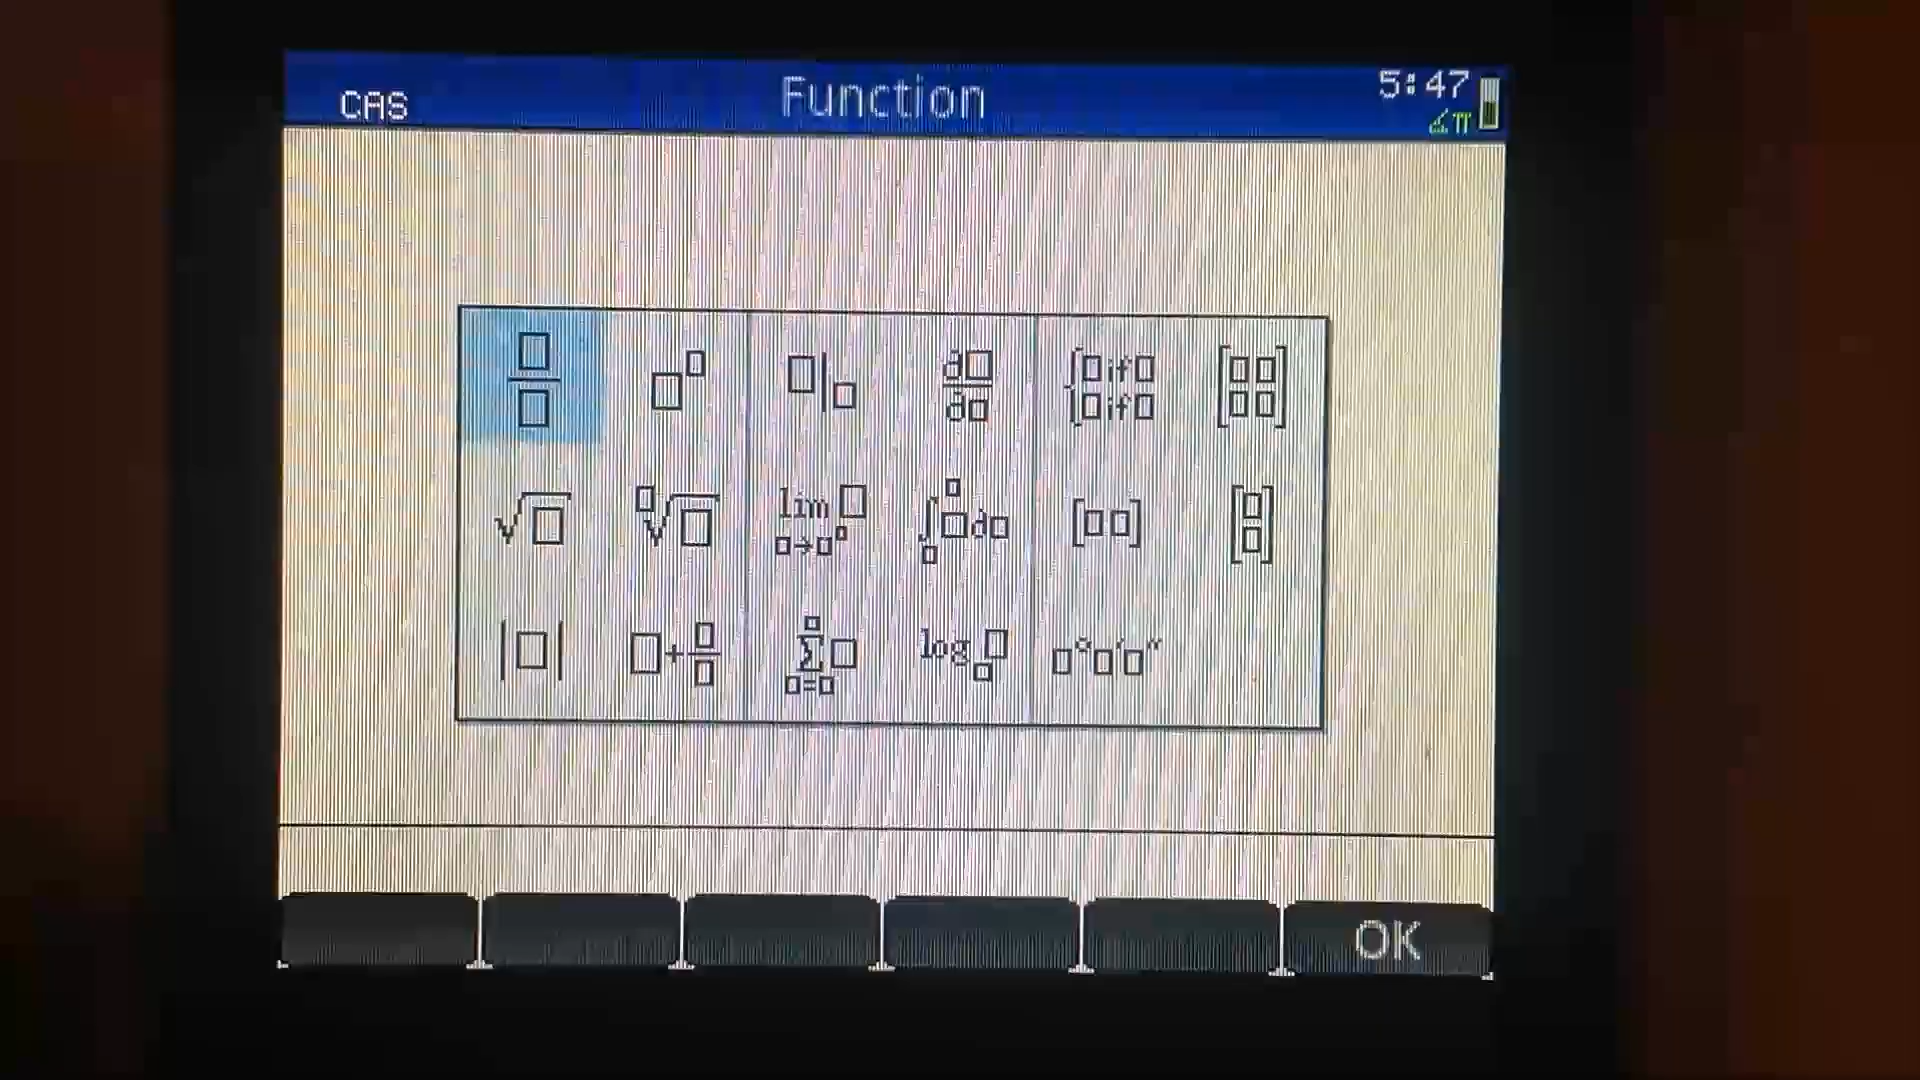 CAS Function 5:47
∡π
□/□ □^□ □|□ d□/d□ {□ if □ □ if □ [□□ □□]
√□ □√□ lim □→□ □ ∫□d□ [□□] [□ □]
|□| □+□/□ Σ □=□ □ log□ □ □°□′□″
OK